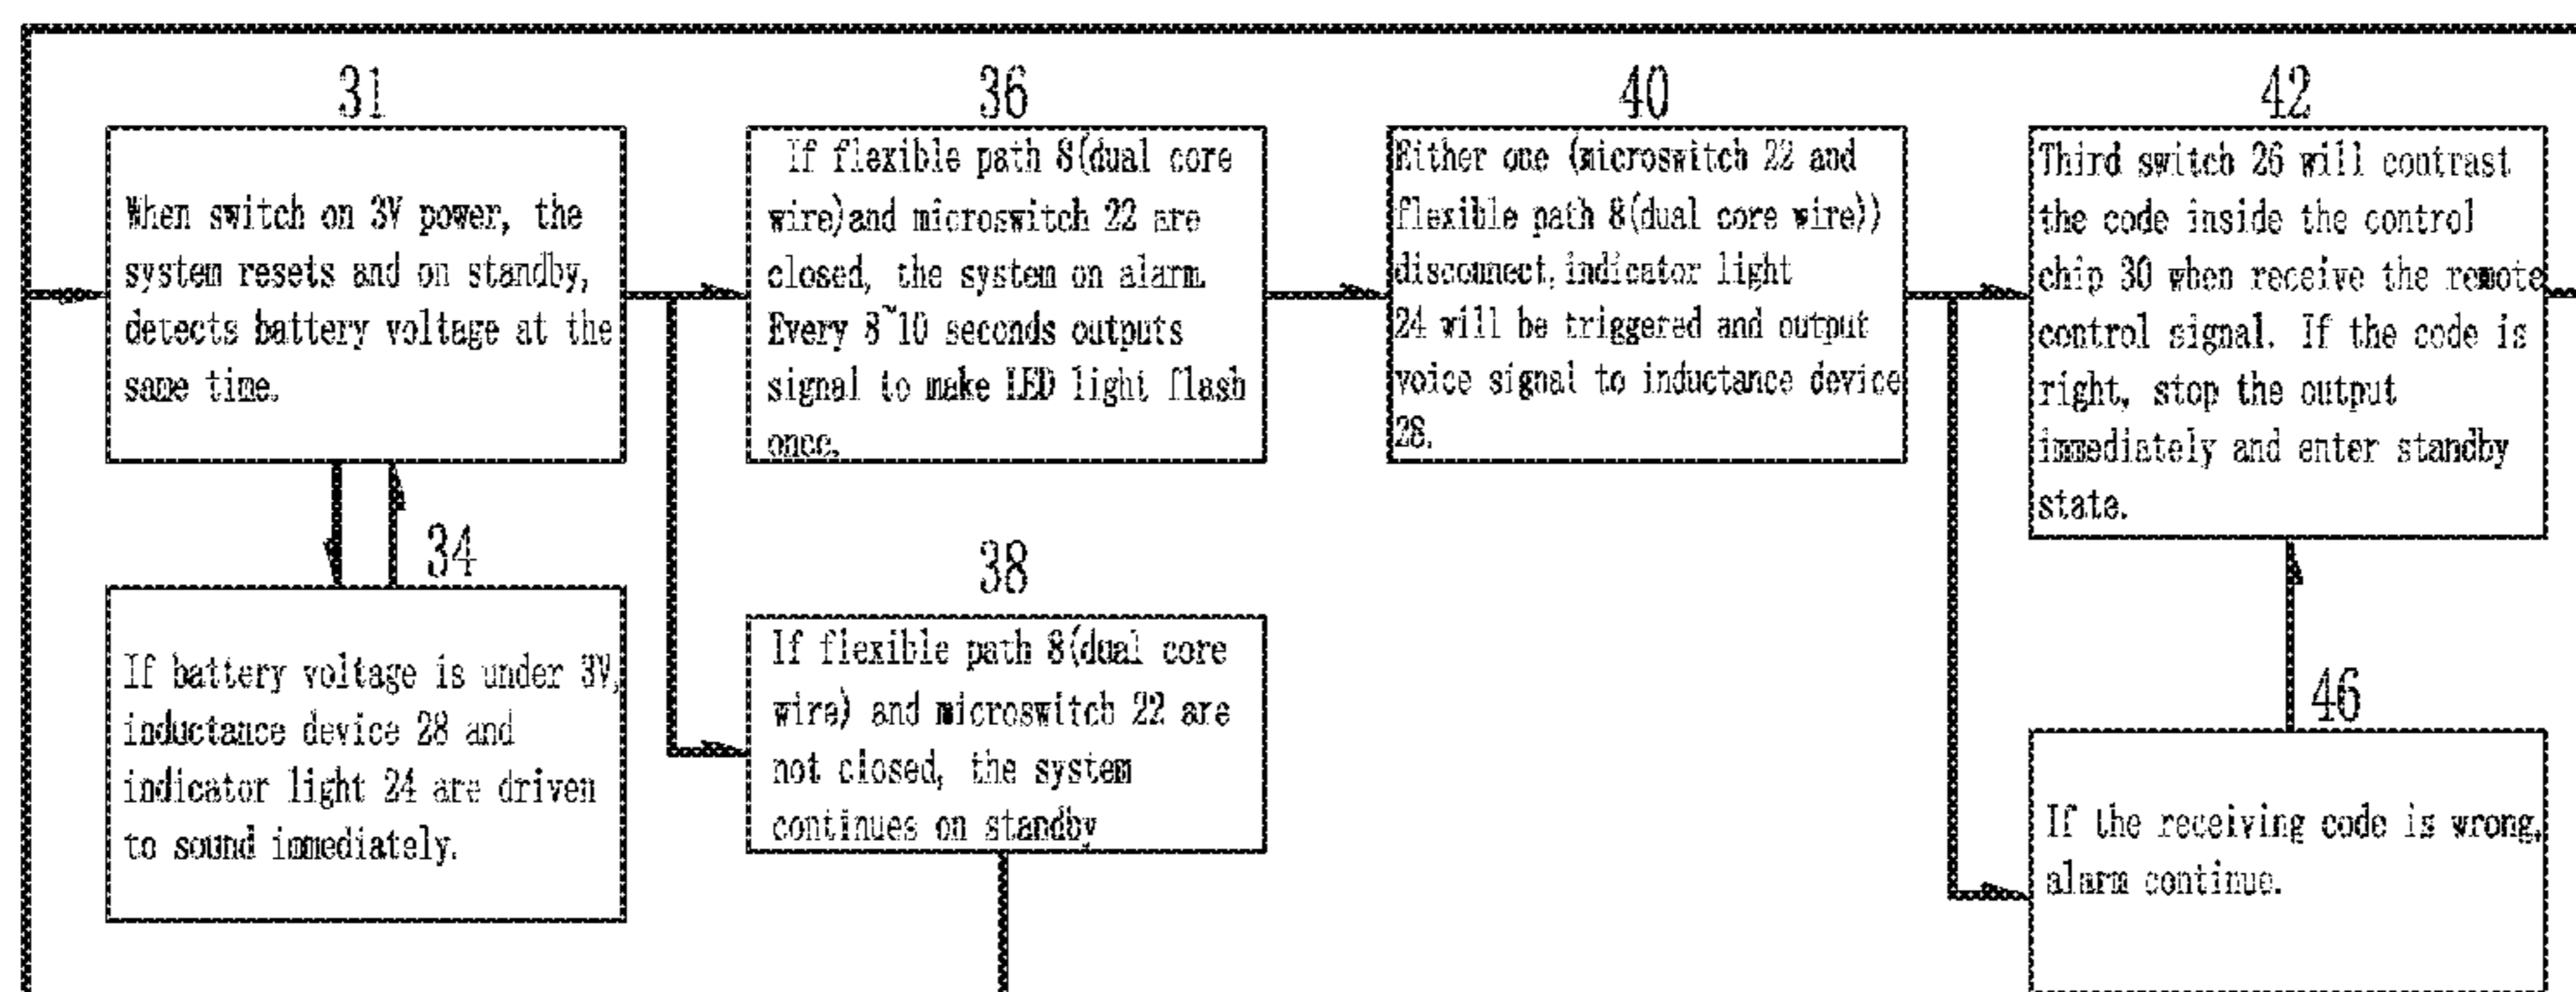 31
When switch on 3V power, the
system resets and on standby,
detects battery voltage at the
same time.
34
If battery voltage is under 3V,
inductance device 28 and
indicator light 24 are driven
to sound immediately.
36
If flexible path 8(dual core
wire)and microswitch 22 are
closed, the system on alarm.
Every 8~10 seconds outputs
signal to make LED light flash
once.
38
If flexible path 8(dual core
wire) and microswitch 22 are
not closed, the system
continues on standby
40
Either one (microswitch 22 and
flexible path 8(dual core wire))
disconnect, indicator light
24 will be triggered and output
voice signal to inductance device
28.
42
Third switch 26 will contrast
the code inside the control
chip 30 when receive the remote
control signal. If the code is
right, stop the output
immediately and enter standby
state.
46
If the receiving code is wrong,
alarm continue.